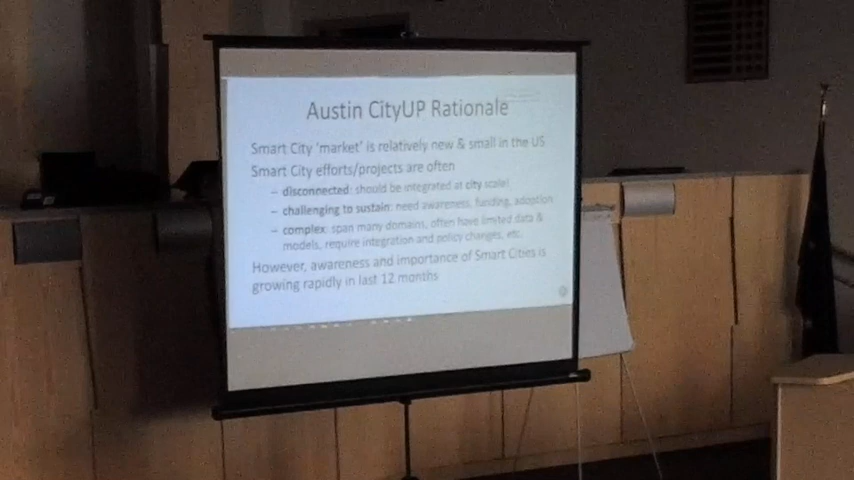 Austin CityUP Rationale
Smart City 'market' is relatively new & small in the US
Smart City efforts/projects are often
– disconnected: should be integrated at city scale!
– challenging to sustain: need awareness, funding, adoption
– complex: span many domains, often have limited data &
models, require integration and policy changes, etc.
However, awareness and importance of Smart Cities is
growing rapidly in last 12 months